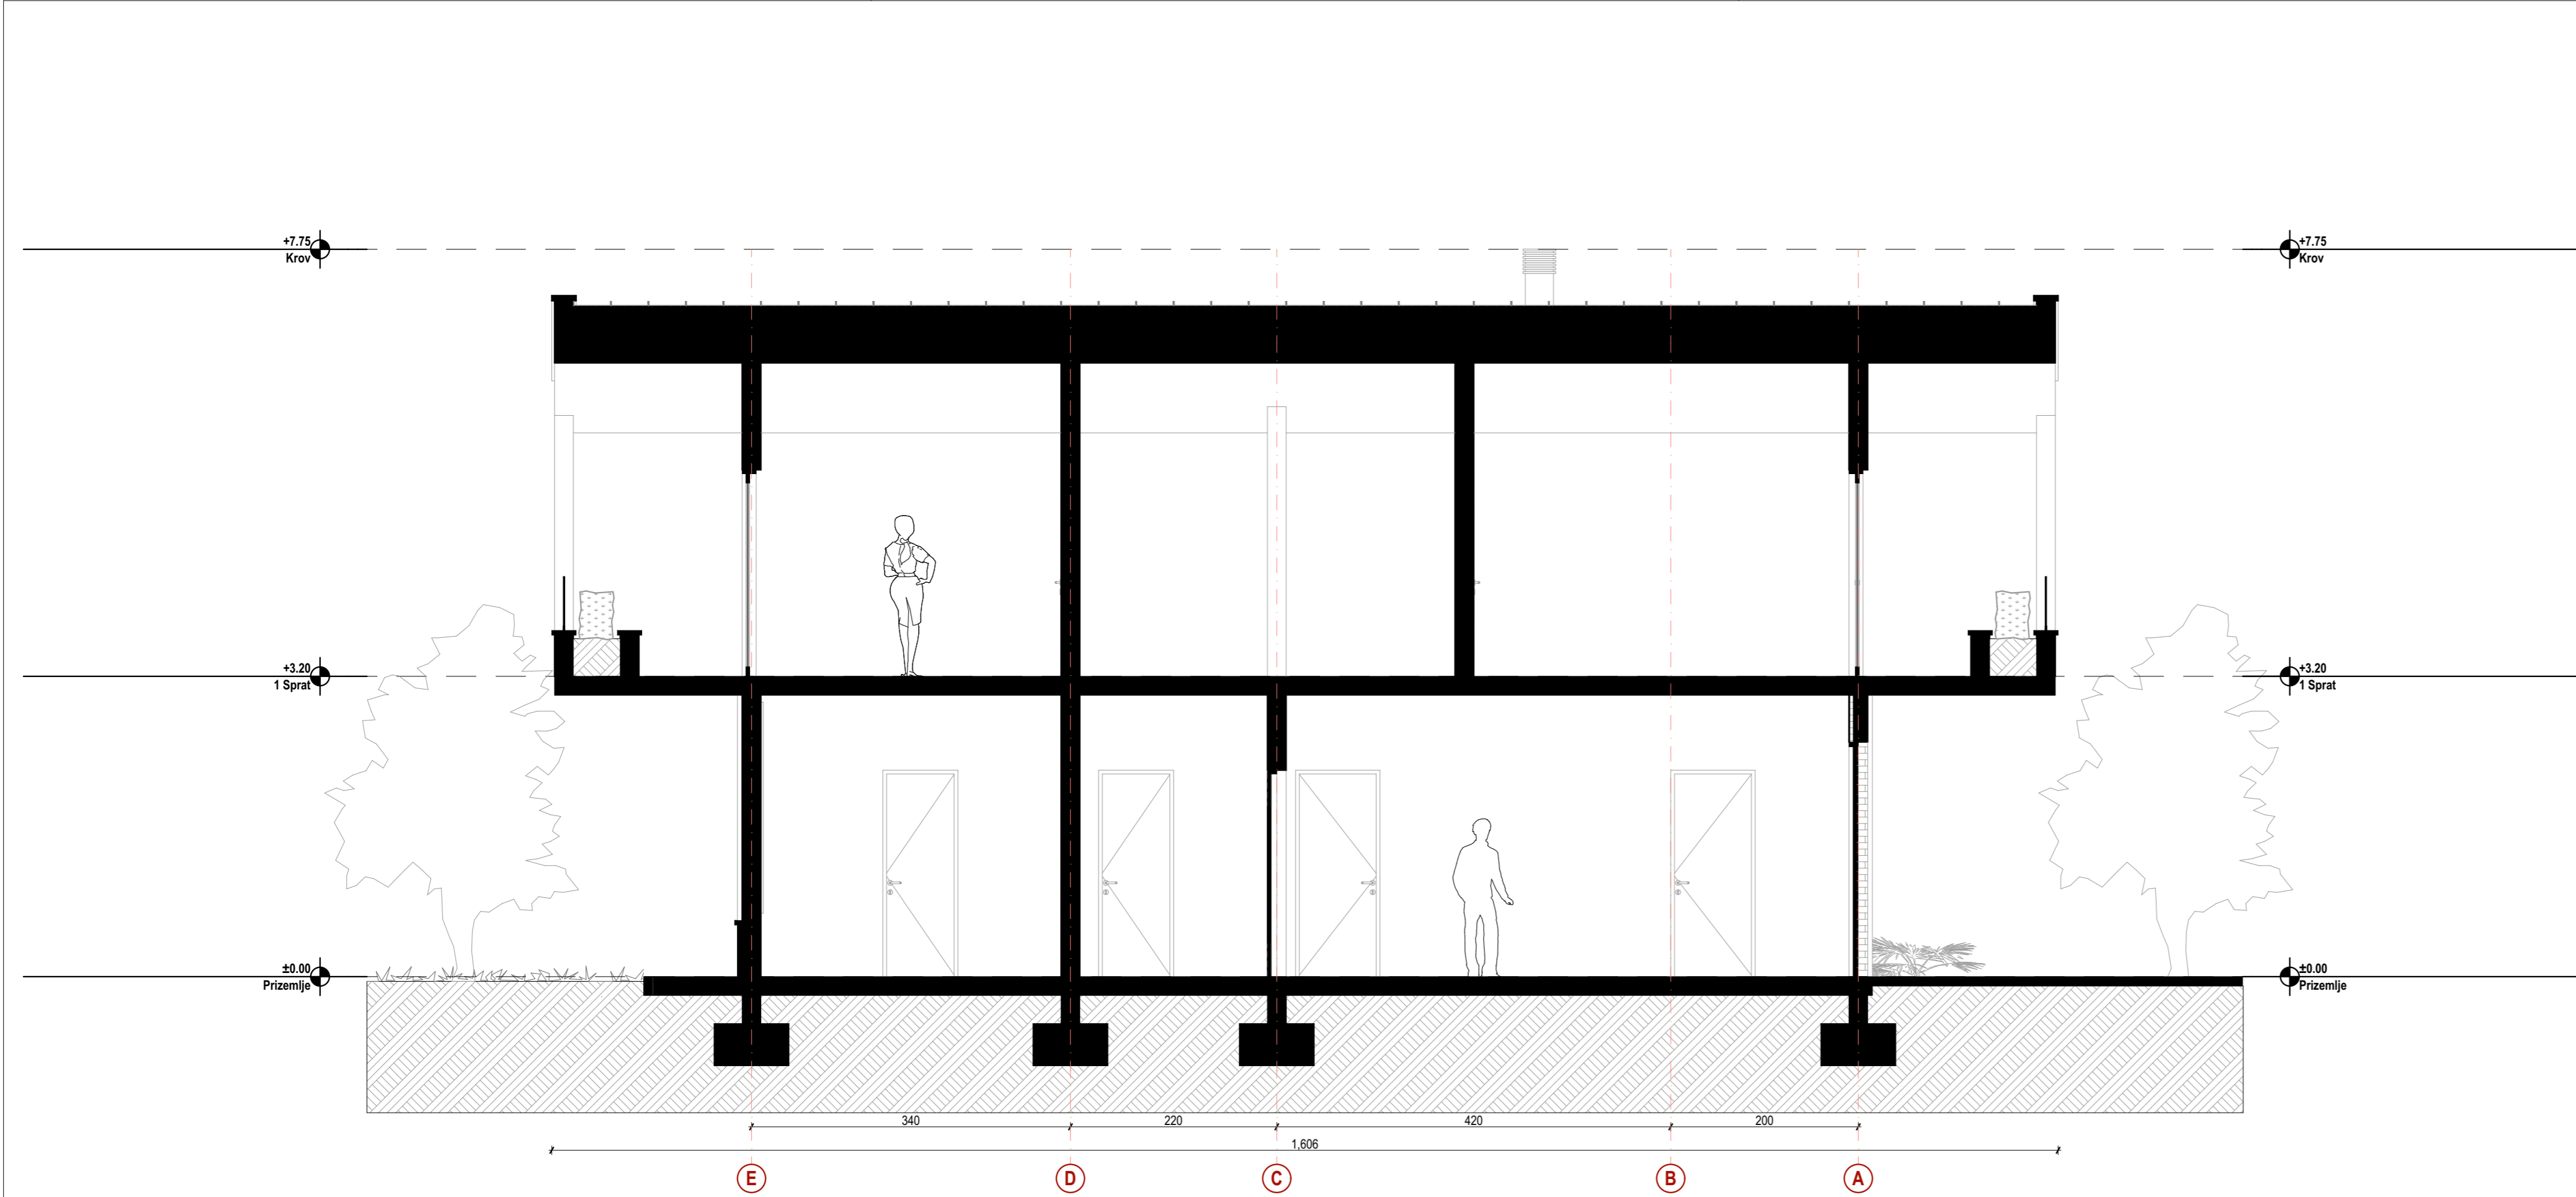 +7.75
Krov
+7.75
Krov
+3.20
1 Sprat
+3.20
1 Sprat
±0.00
Prizemlje
±0.00
Prizemlje
340
220
420
200
1,606
E
D
C
B
A